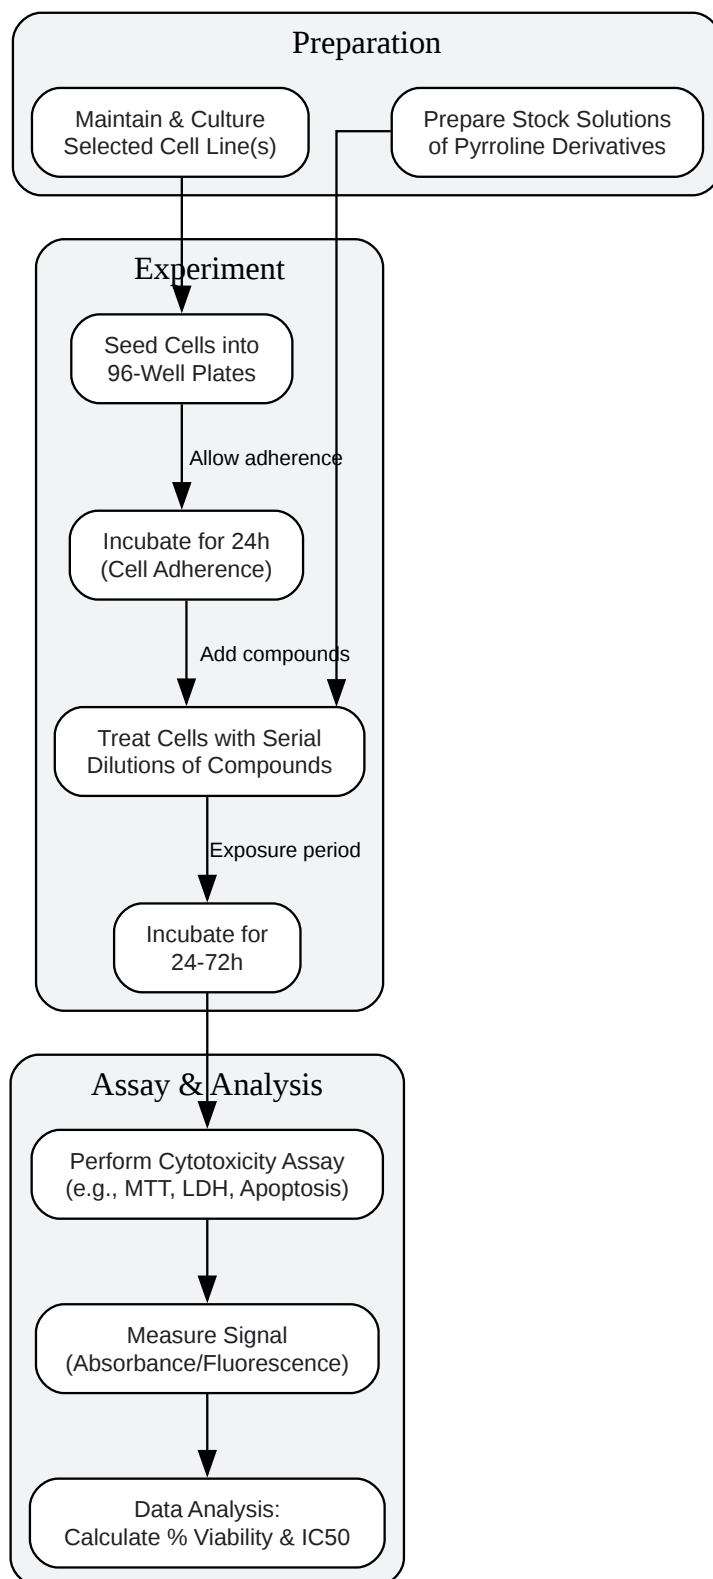 Preparation
Maintain & Culture
Selected Cell Line(s)
Prepare Stock Solutions
of Pyrroline Derivatives
Experiment
Seed Cells into
96-Well Plates
Allow adherence
Incubate for 24h
(Cell Adherence)
Add compounds
Treat Cells with Serial
Dilutions of Compounds
Exposure period
Incubate for
24-72h
Assay & Analysis
Perform Cytotoxicity Assay
(e.g., MTT, LDH, Apoptosis)
Measure Signal
(Absorbance/Fluorescence)
Data Analysis:
Calculate % Viability & IC50